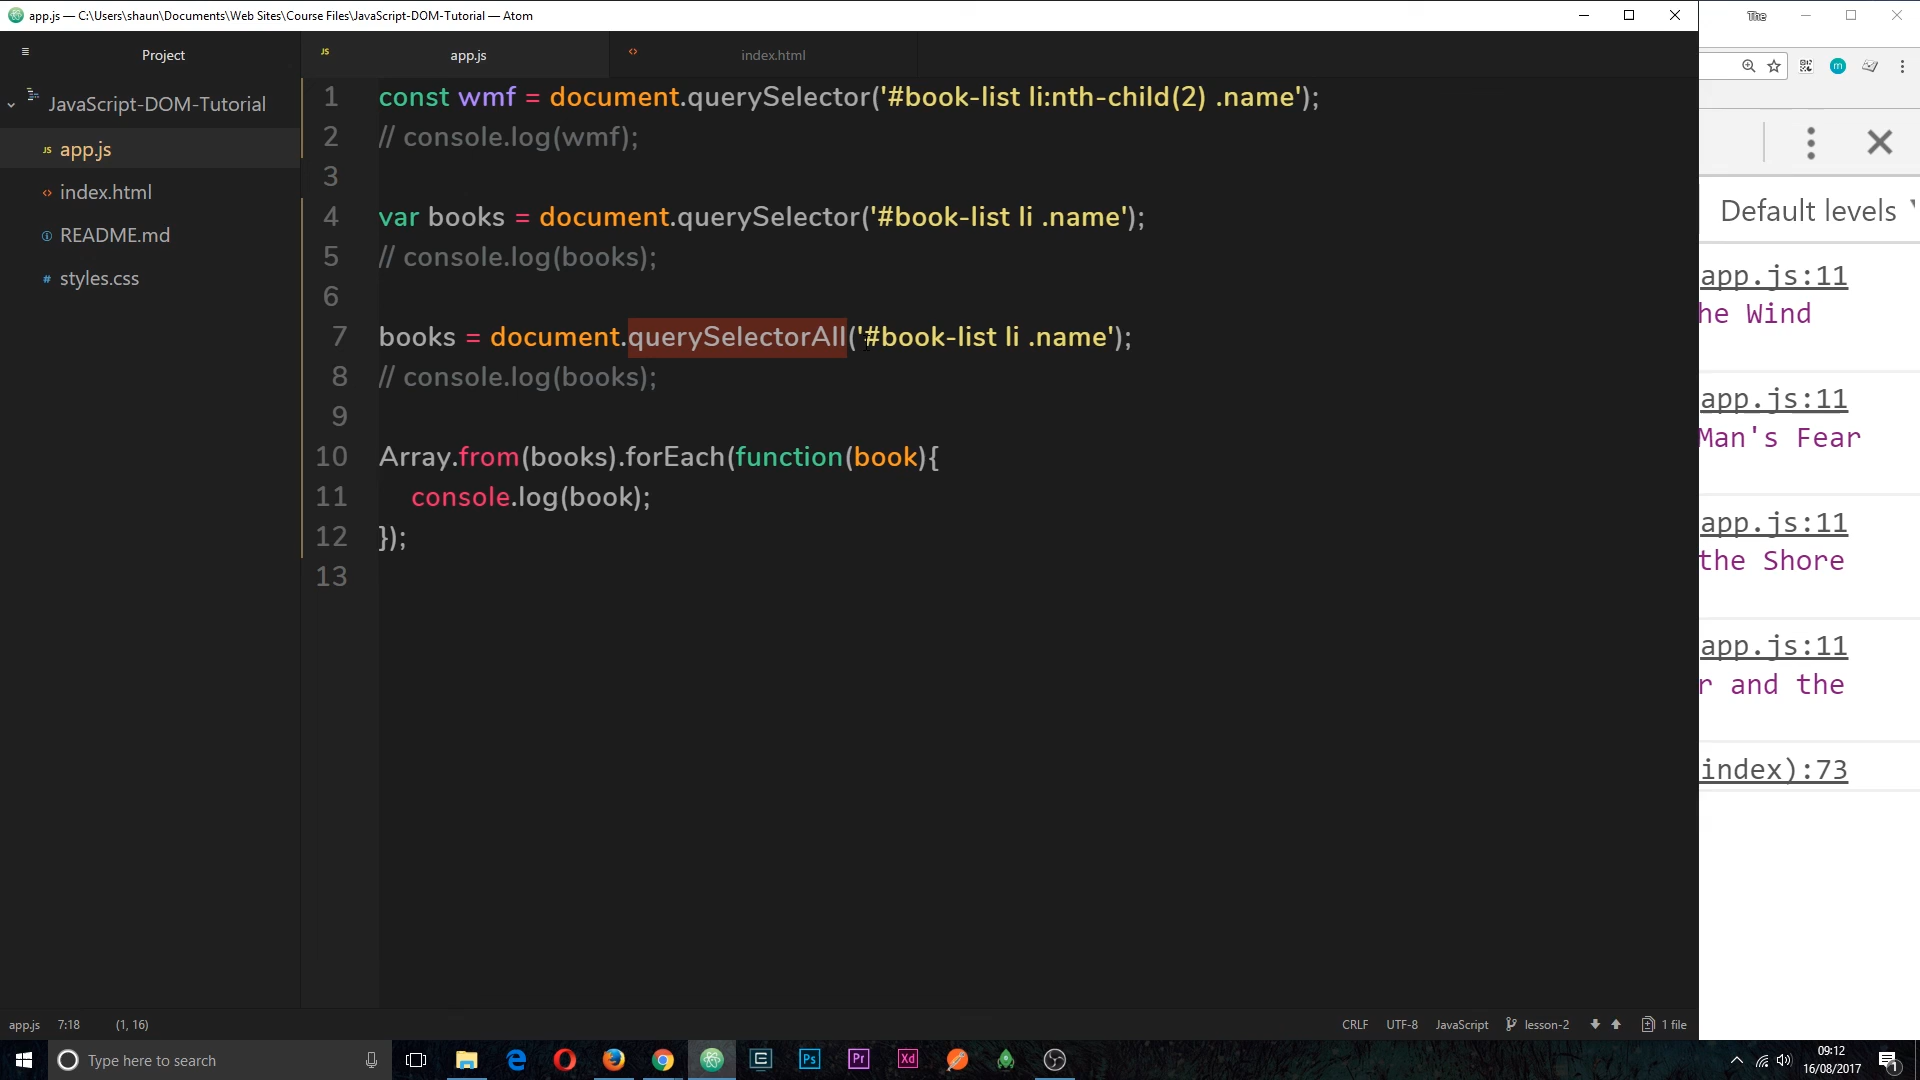 app.js — C:\Users\shaun\Documents\Web Sites\Course Files\JavaScript-DOM-Tutorial — Atom
The
Project
JS app.js
<> index.html
JavaScript-DOM-Tutorial
JS app.js
<> index.html
README.md
# styles.css
1 const wmf = document.querySelector('#book-list li:nth-child(2) .name');
2 // console.log(wmf);
3
4 var books = document.querySelector('#book-list li .name');
5 // console.log(books);
6
7 books = document.querySelectorAll('#book-list li .name');
8 // console.log(books);
9
10 Array.from(books).forEach(function(book){
11 console.log(book);
12 });
13
Default levels
app.js:11
he Wind
app.js:11
Man's Fear
app.js:11
the Shore
app.js:11
r and the
index):73
app.js 7:18 (1, 16)
CRLF UTF-8 JavaScript lesson-2 1 file
Type here to search
Ps Pr Xd
09:12
16/08/2017
1